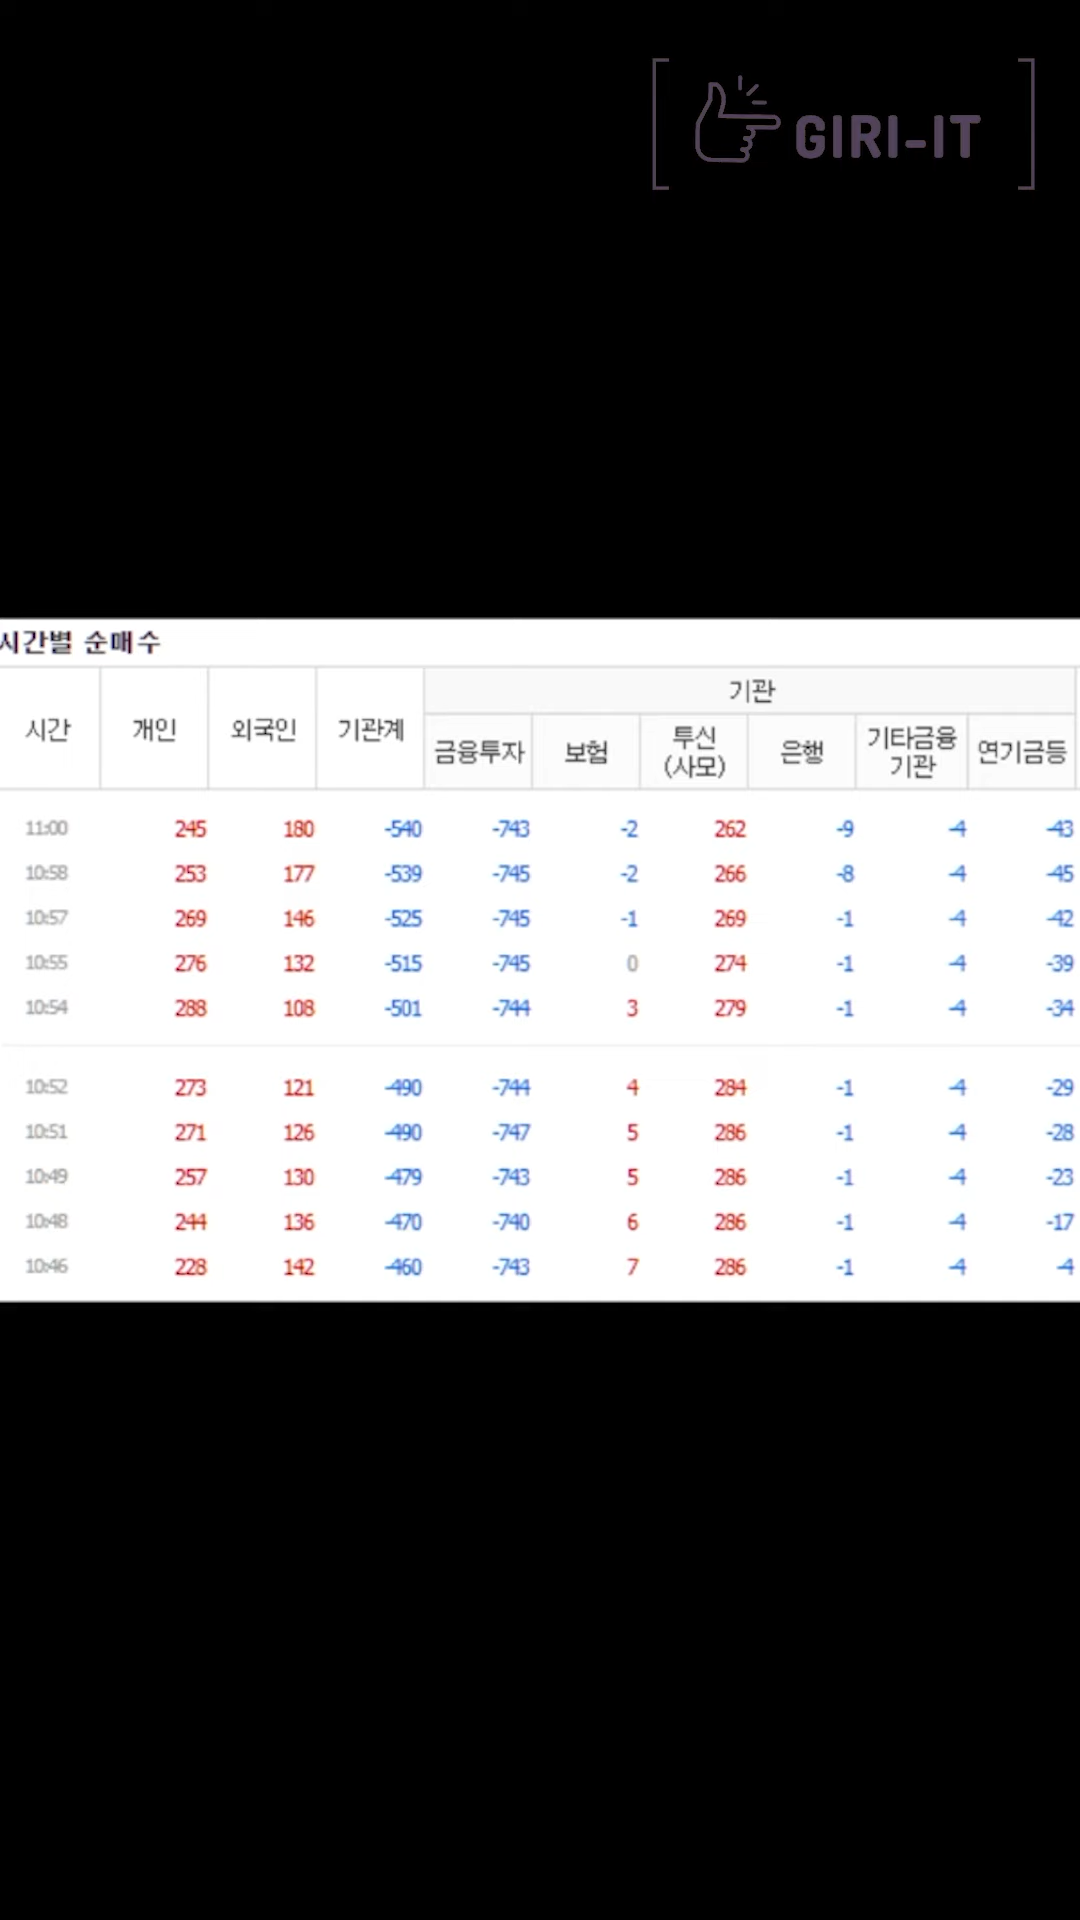 GIRI-IT
시간별 순매수
시간 개인 외국인 기관계 기관
금융투자 보험 투신(사모) 은행 기타금융기관 연기금등
11:00 245 180 -540 -743 -2 262 -9 -4 -43
10:58 253 177 -539 -745 -2 266 -8 -4 -45
10:57 269 146 -525 -745 -1 269 -1 -4 -42
10:55 276 132 -515 -745 0 274 -1 -4 -39
10:54 288 108 -501 -744 3 279 -1 -4 -34
10:52 273 121 -490 -744 4 284 -1 -4 -29
10:51 271 126 -490 -747 5 286 -1 -4 -28
10:49 257 130 -479 -743 5 286 -1 -4 -23
10:48 244 136 -470 -740 6 286 -1 -4 -17
10:46 228 142 -460 -743 7 286 -1 -4 -4